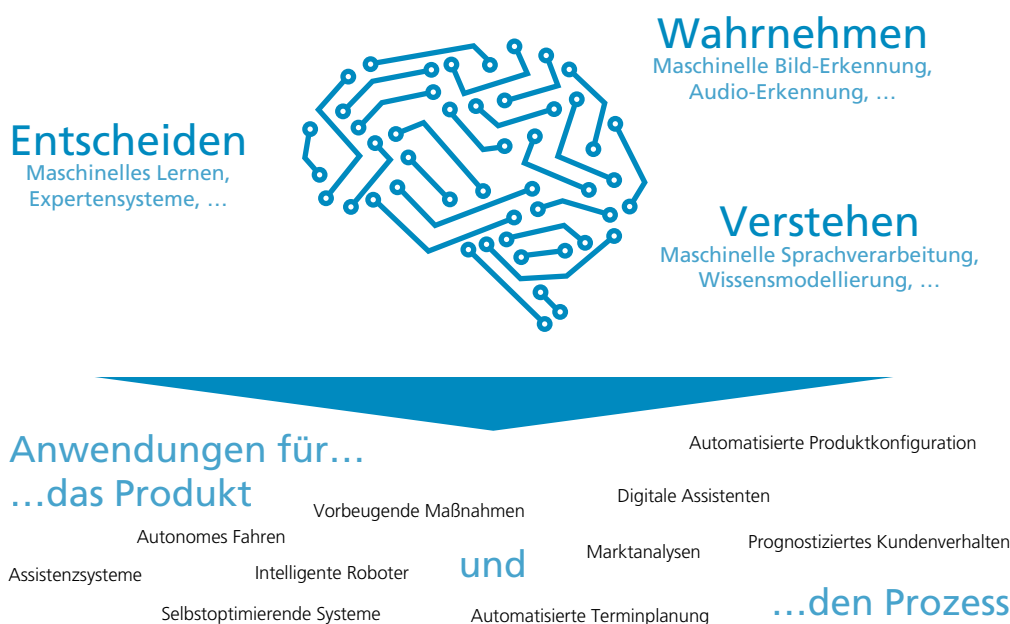 Wahrnehmen
Maschinelle Bild-Erkennung,
Audio-Erkennung, …
Entscheiden
Maschinelles Lernen,
Expertensysteme, …
Verstehen
Maschinelle Sprachverarbeitung,
Wissensmodellierung, …
Anwendungen für…
…das Produkt
Vorbeugende Maßnahmen
Autonomes Fahren
Assistenzsysteme
Intelligente Roboter
Selbstoptimierende Systeme
und
Automatisierte Produktkonfiguration
Digitale Assistenten
Marktanalysen
Prognostiziertes Kundenverhalten
Automatisierte Terminplanung
…den Prozess